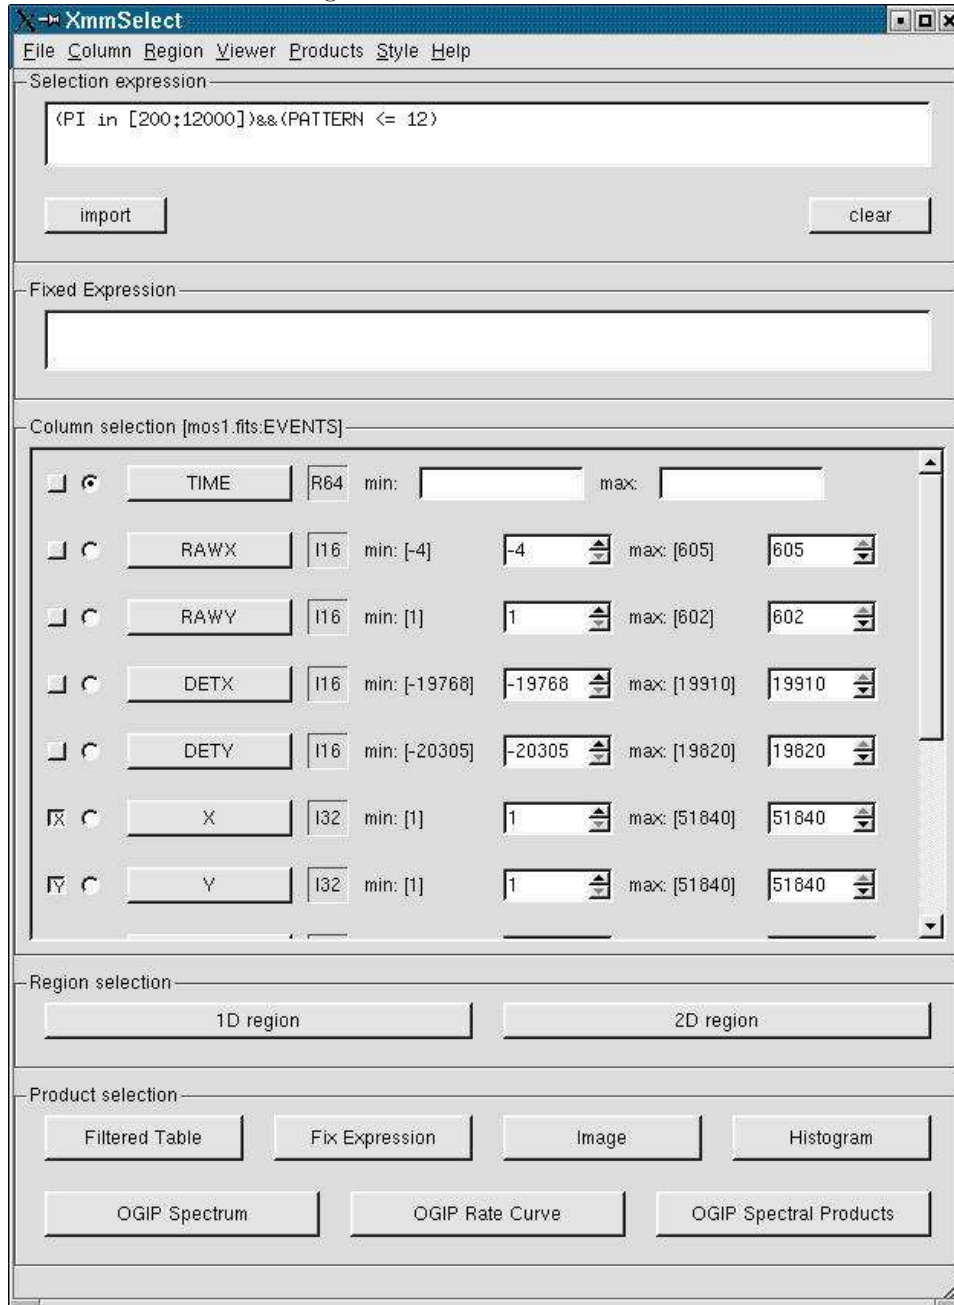 XmmSelect
File Column Region Viewer Products Style Help
Selection expression
(PI in [200:12000])&&(PATTERN <= 12)
import clear
Fixed Expression
Column selection [mos1.fits:EVENTS]
TIME R64 min: max:
RAWX I16 min: [-4] -4 max: [605] 605
RAWY I16 min: [1] 1 max: [602] 602
DETX I16 min: [-19768] -19768 max: [19910] 19910
DETY I16 min: [-20305] -20305 max: [19820] 19820
X X I32 min: [1] 1 max: [51840] 51840
Y Y I32 min: [1] 1 max: [51840] 51840
Region selection
1D region 2D region
Product selection
Filtered Table Fix Expression Image Histogram
OGIP Spectrum OGIP Rate Curve OGIP Spectral Products